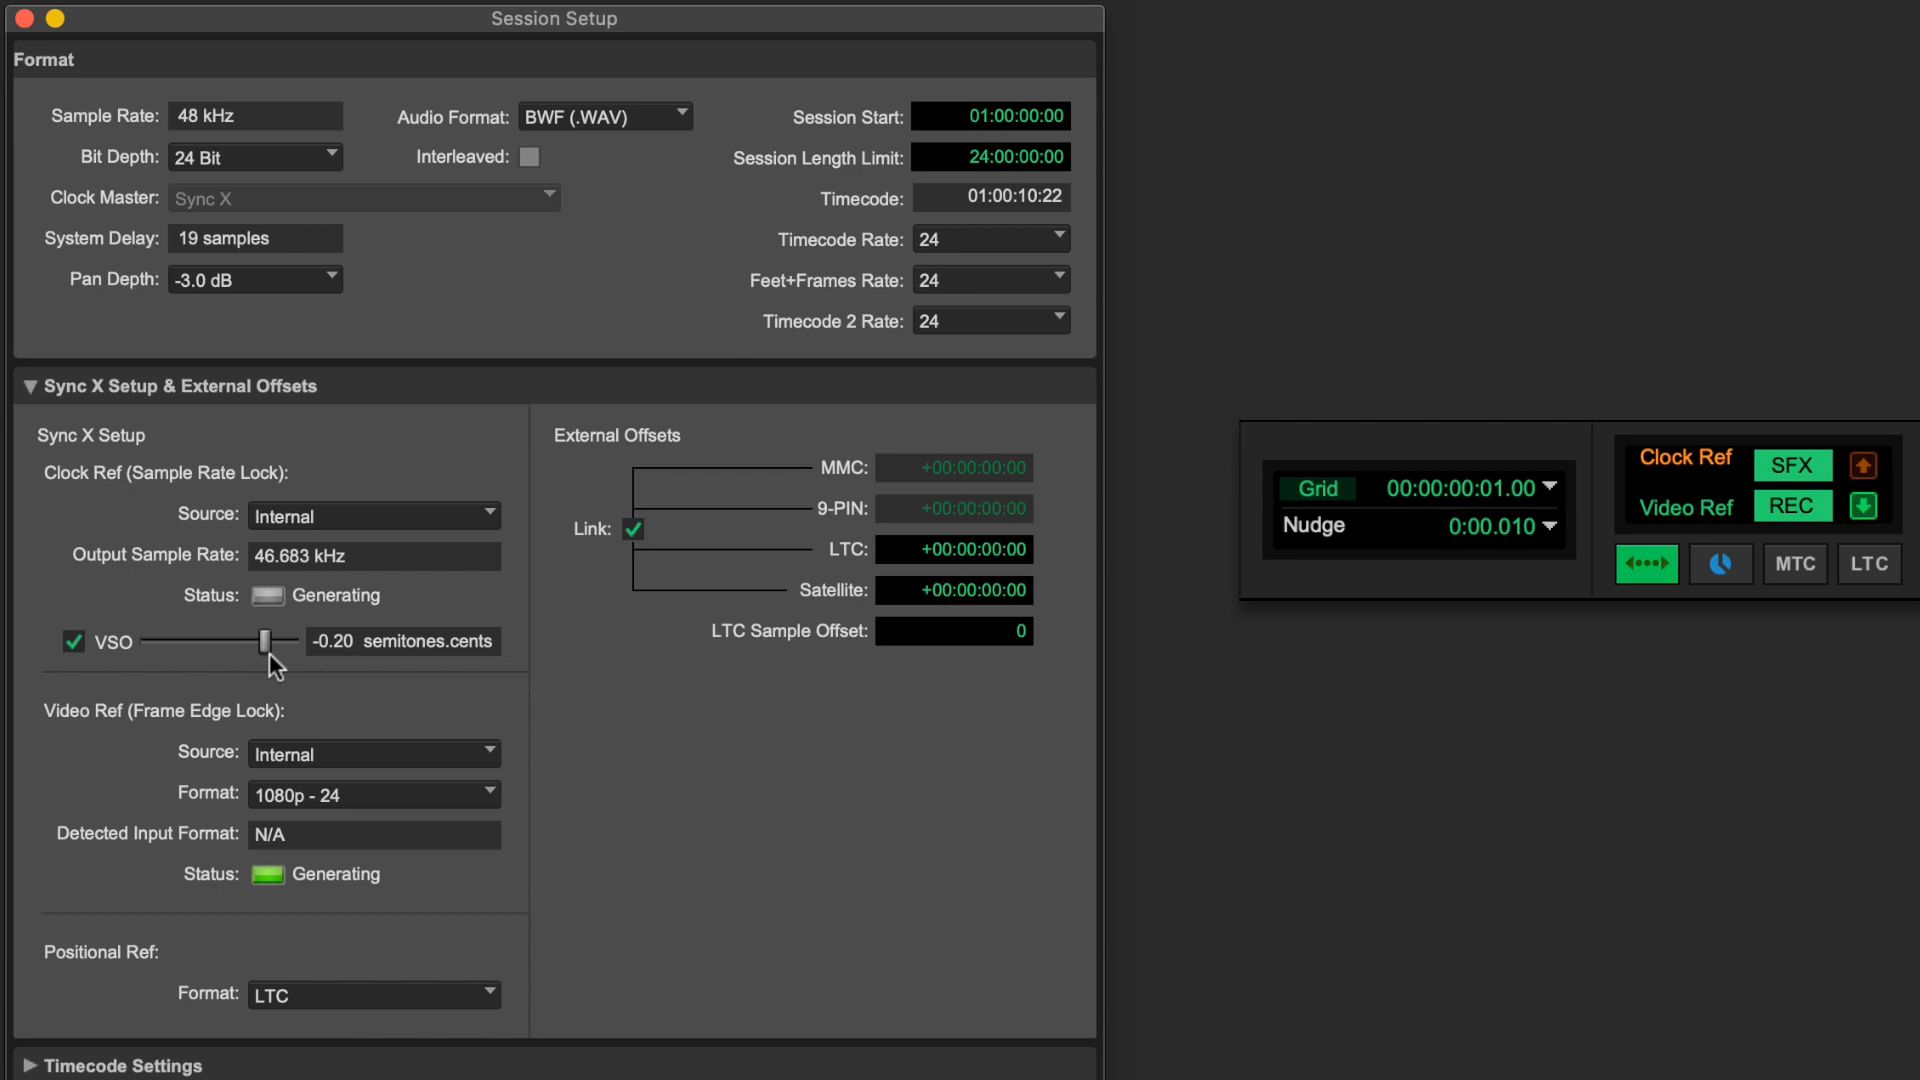 Session Setup
Format
Sample Rate: 48 kHz
Bit Depth: 24 Bit
Clock Master: Sync X
System Delay: 19 samples
Pan Depth: -3.0 dB
Audio Format: BWF (.WAV)
Interleaved:
Session Start: 01:00:00:00
Session Length Limit: 24:00:00:00
Timecode: 01:00:10:22
Timecode Rate: 24
Feet+Frames Rate: 24
Timecode 2 Rate: 24
Sync X Setup & External Offsets
Sync X Setup
Clock Ref (Sample Rate Lock):
Source: Internal
Output Sample Rate: 46.683 kHz
Status: Generating
VSO -0.20 semitones.cents
Video Ref (Frame Edge Lock):
Source: Internal
Format: 1080p - 24
Detected Input Format: N/A
Status: Generating
Positional Ref:
Format: LTC
External Offsets
MMC: +00:00:00:00
9-PIN: +00:00:00:00
Link:
LTC: +00:00:00:00
Satellite: +00:00:00:00
LTC Sample Offset: 0
Timecode Settings
Grid 00:00:00:01.00
Nudge 0:00.010
Clock Ref SFX
Video Ref REC
MTC LTC